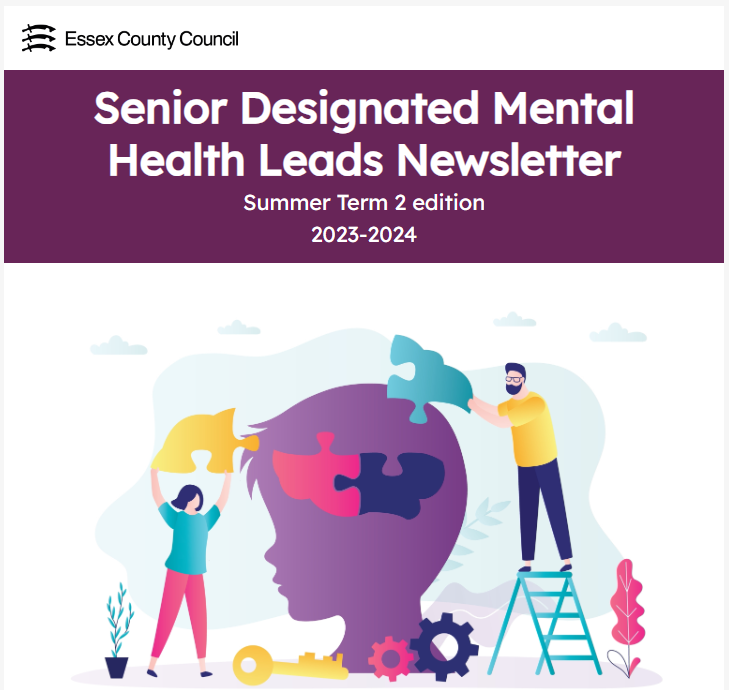 Essex County Council
Senior Designated Mental
Health Leads Newsletter
Summer Term 2 edition
2023-2024